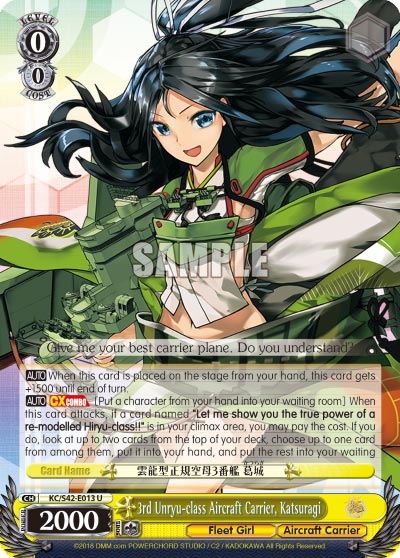 LEVEL
0
0
COST
SAMPLE
Give me your best carrier plane. Do you understand?
AUTO When this card is placed on the stage from your hand, this card gets
+1500 until end of turn.
AUTO CX COMBO [Put a character from your hand into your waiting room] When
this card attacks, if a card named "Let me show you the true power of a
re-modelled Hiryu-class!!" is in your climax area, you may pay the cost. If you
do, look at up to two cards from the top of your deck, choose up to one card
from among them, put it into your hand, and put the rest into your waiting
Card Name
雲龍型正規空母3番艦 葛城
CH
KC/S42-E013 U
3rd Unryu-class Aircraft Carrier, Katsuragi
2000
Fleet Girl
Aircraft Carrier
©2018 DMM.com POWERCHORD STUDIO / C2 / KADOKAWA All Rights Reserved.